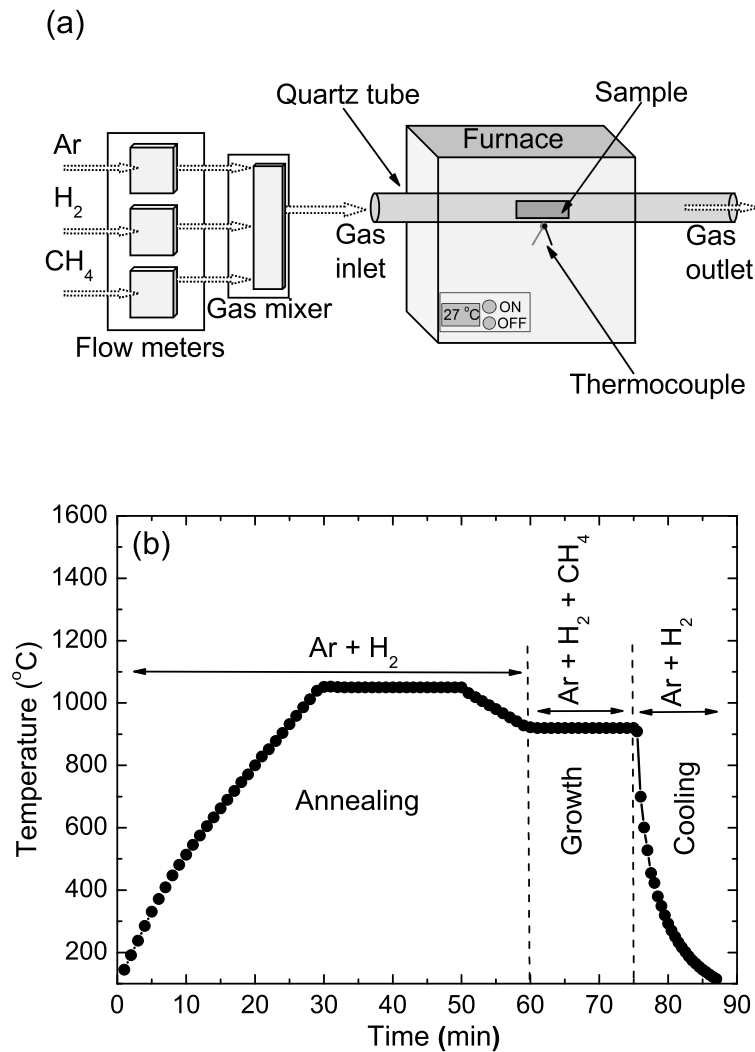 (a)
Quartz tube
Sample
Ar
Furnace
H₂
CH₄
Gas
inlet
Gas
outlet
27 °C
ON
OFF
Gas mixer
Flow meters
Thermocouple
(b)
1600
1400
1200
1000
800
600
400
200
Temperature (°C)
Ar + H₂
Ar + H₂ + CH₄
Ar + H₂
Annealing
Growth
Cooling
0 10 20 30 40 50 60 70 80 90
Time (min)